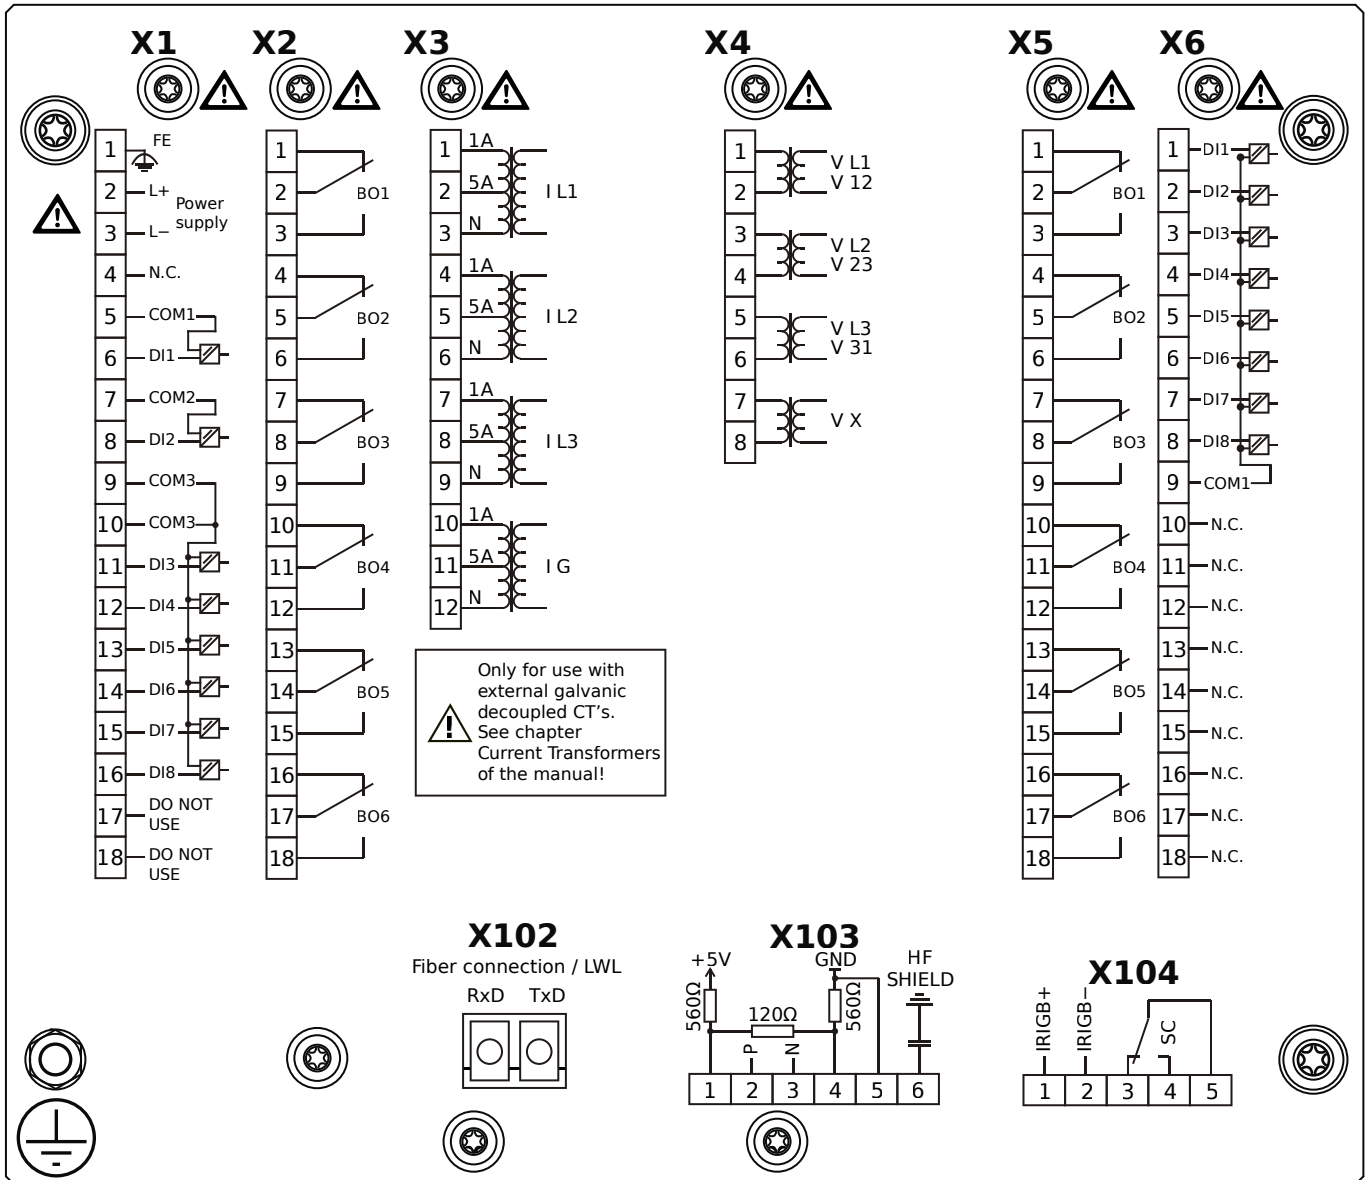 X1
X2
X3
X4
X5
X6
1 FE
2 L+
Power
supply
3 L−
4 N.C.
5 COM1
6 DI1
7 COM2
8 DI2
9 COM3
10 COM3
11 DI3
12 DI4
13 DI5
14 DI6
15 DI7
16 DI8
17 DO NOT
USE
18 DO NOT
USE
1
2 BO1
3
4
5 BO2
6
7
8 BO3
9
10
11 BO4
12
13
14 BO5
15
16
17 BO6
18
1 1A
2 5A I L1
3 N
4 1A
5 5A I L2
6 N
7 1A
8 5A I L3
9 N
10 1A
11 5A I G
12 N
Only for use with
external galvanic
decoupled CT's.
See chapter
Current Transformers
of the manual!
1 V L1
2 V 12
3 V L2
4 V 23
5 V L3
6 V 31
7 V X
8
1
2 BO1
3
4
5 BO2
6
7
8 BO3
9
10
11 BO4
12
13
14 BO5
15
16
17 BO6
18
1 DI1
2 DI2
3 DI3
4 DI4
5 DI5
6 DI6
7 DI7
8 DI8
9 COM1
10 N.C.
11 N.C.
12 N.C.
13 N.C.
14 N.C.
15 N.C.
16 N.C.
17 N.C.
18 N.C.
X102
Fiber connection / LWL
RxD TxD
X103
+5V GND HF
SHIELD
560Ω 120Ω 560Ω
P N
1 2 3 4 5 6
X104
IRIGB+ IRIGB− SC
1 2 3 4 5